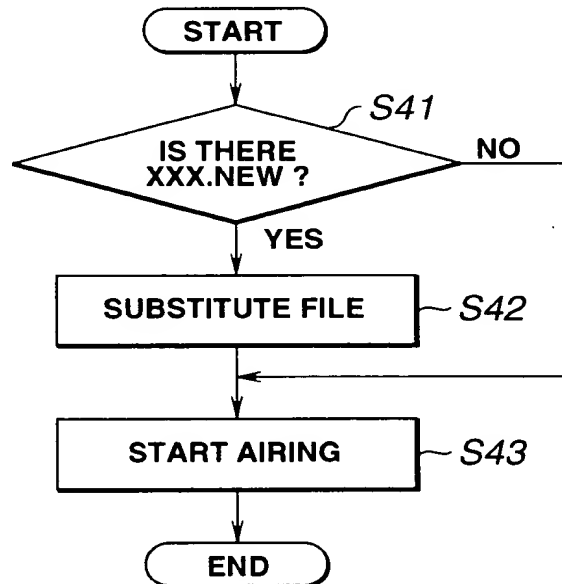 START
S41
IS THERE
XXX.NEW ?
NO
YES
SUBSTITUTE FILE
S42
START AIRING
S43
END